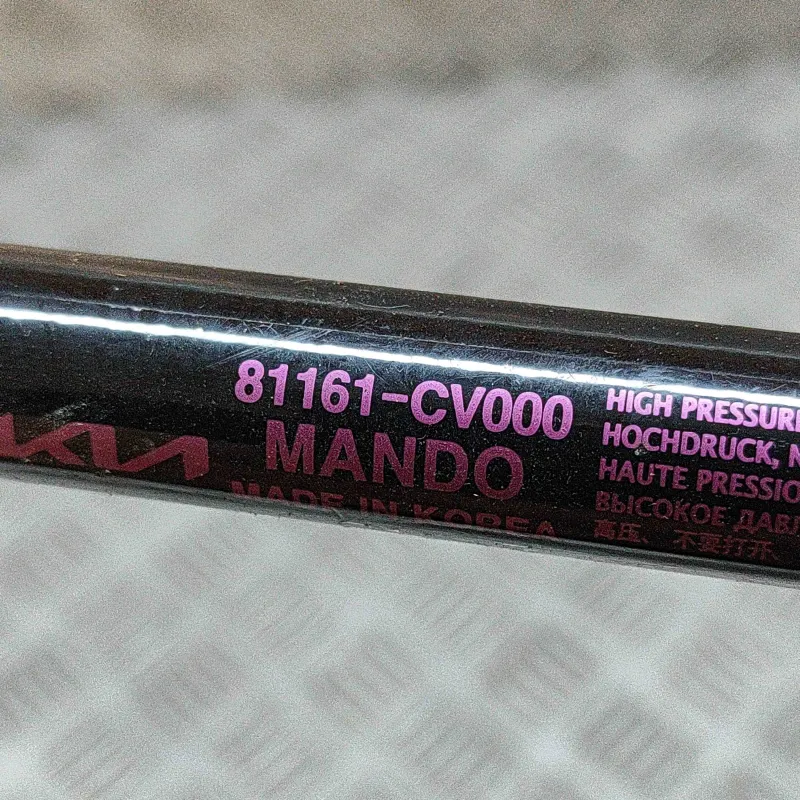 KIA
81161-CV000
MANDO
MADE IN KOREA
HIGH PRESSURE
HOCHDRUCK,
HAUTE PRESSIO
ВЫСОКОЕ ДАВЛ
高压、不要打开、